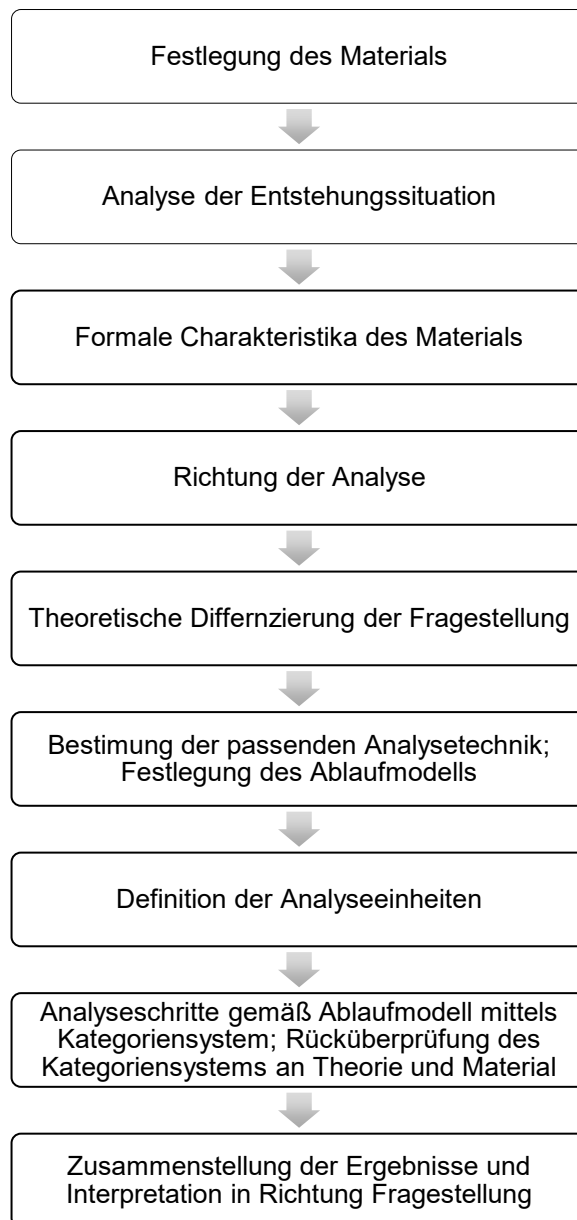 Festlegung des Materials
Analyse der Entstehungssituation
Formale Charakteristika des Materials
Richtung der Analyse
Theoretische Differnzierung der Fragestellung
Bestimung der passenden Analysetechnik;
Festlegung des Ablaufmodells
Definition der Analyseeinheiten
Analyseschritte gemäß Ablaufmodell mittels
Kategoriensystem; Rücküberprüfung des
Kategoriensystems an Theorie und Material
Zusammenstellung der Ergebnisse und
Interpretation in Richtung Fragestellung